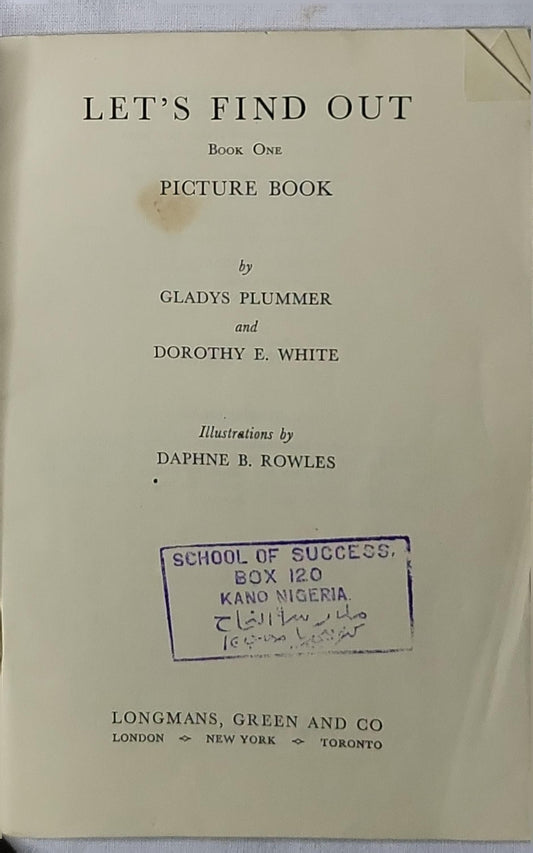 LET'S FIND OUT
BOOK ONE
PICTURE BOOK
by
GLADYS PLUMMER
and
DOROTHY E. WHITE
Illustrations by
DAPHNE B. ROWLES
SCHOOL OF SUCCESS,
BOX 120
KANO NIGERIA.
النجاح
LONGMANS, GREEN AND CO
LONDON NEW YORK TORONTO